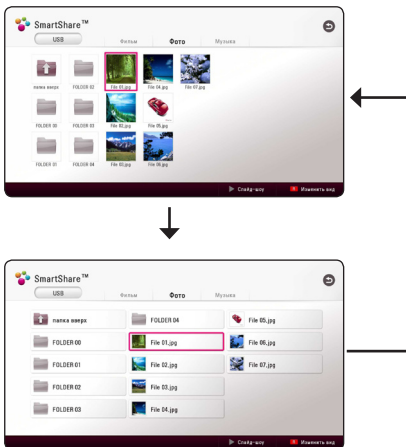 SmartShare™
USB
Фильм Фото Музыка
папка вверх FOLDER 02 File 01.jpg File 04.jpg File 07.jpg
FOLDER 00 FOLDER 03 File 02.jpg File 05.jpg
FOLDER 01 FOLDER 04 File 03.jpg File 06.jpg
Слайд-шоу Изменить вид
SmartShare™
USB
Фильм Фото Музыка
папка вверх FOLDER 04 File 05.jpg
FOLDER 00 File 01.jpg File 06.jpg
FOLDER 01 File 02.jpg File 07.jpg
FOLDER 02 File 03.jpg
FOLDER 03 File 04.jpg
Слайд-шоу Изменить вид